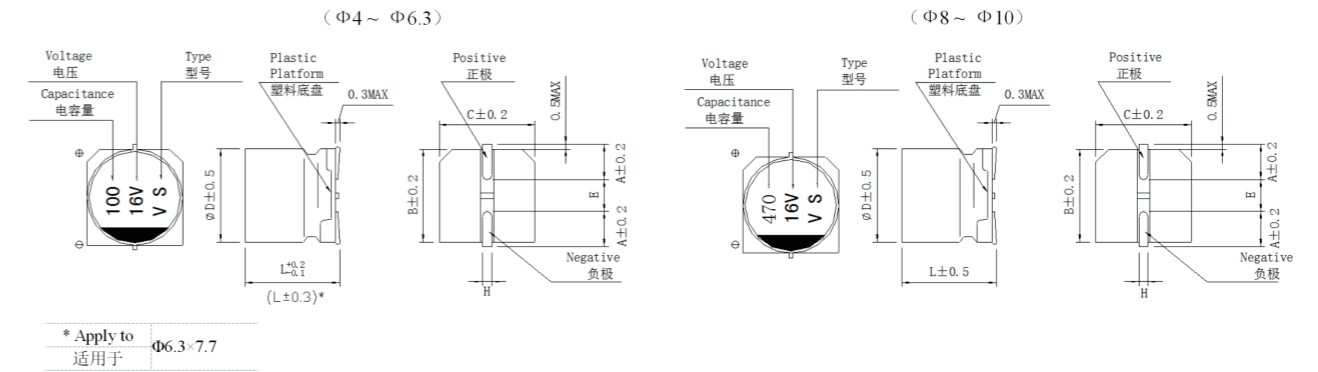 (Φ4~ Φ6.3)
Voltage
电压
Type
型号
Capacitance
电容量
Plastic
Platform
塑料底盘
0.3MAX
Positive
正极
0.5MAX
C±0.2
⊕
⊖
100
16V
V S
ØD±0.5
B±0.2
A±0.2
E
A±0.2
L+0.2-0.1
(L±0.3)*
H
Negative
负极
* Apply to
适用于
Φ6.3×7.7
(Φ8~ Φ10)
Voltage
电压
Type
型号
Capacitance
电容量
Plastic
Platform
塑料底盘
0.3MAX
Positive
正极
0.5MAX
C±0.2
⊕
⊖
470
16V
V S
ØD±0.5
B±0.2
A±0.2
E
A±0.2
L±0.5
H
Negative
负极